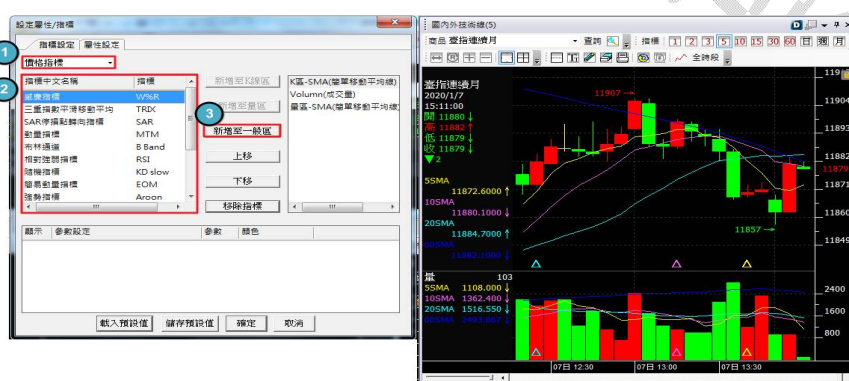 設定屬性/指標
指標設定 屬性設定
1
價格指標
2
指標中文名稱 指標
威廉指標 W%R
三重指數平滑移動平均 TRIX
SAR停損點轉向指標 SAR
動量指標 MTM
布林通道 B Band
相對強弱指標 RSI
隨機指標 KD slow
簡易動量指標 EOM
強勢指標 Aroon
新增至K線區
新增至量區
3
新增至一般區
上移
下移
移除指標
K區-SMA(簡單移動平均線)
Volumn(成交量)
量區-SMA(簡單移動平均線)
顯示 參數設定 參數 顏色
載入預設值 儲存預設值 確定 取消
國內外技術線(5)
商品 臺指連續月 查詢 指標 1 2 3 5 10 15 30 60 日 週 月
全時段
臺指連續月
2020/1/7
15:11:00
開 11880↓
高 11882↑
低 11879↓
收 11879↓
▼2
5SMA
11872.6000↑
10SMA
11880.1000↓
20SMA
11884.7000↑
60SMA
11907→
11857→
11904
11893
11882
11879
11871
11860
11849
量 103
5SMA 1108.000↓
10SMA 1362.400↓
20SMA 1516.550↓
2400
1600
800
07日 12:30 07日 13:00 07日 13:30